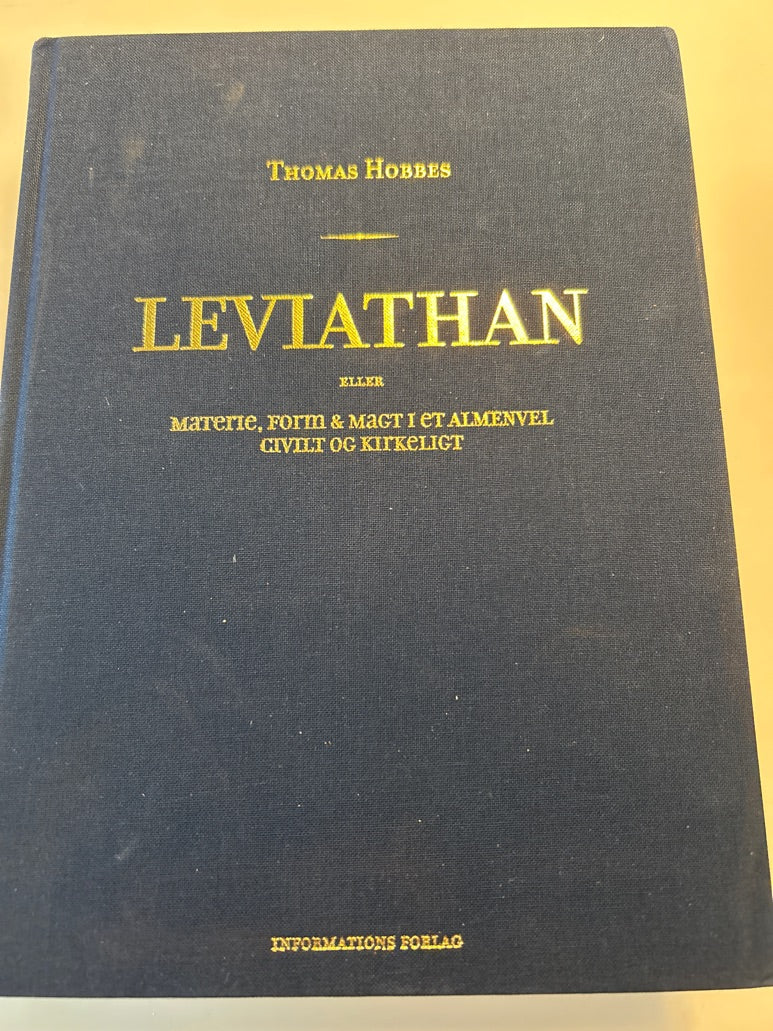 THOMAS HOBBES
LEVIATHAN
ELLER
MATERIE, FORM & MAGT I ET ALMENVEL
CIVILT OG KIRKELIGT
INFORMATIONS FORLAG